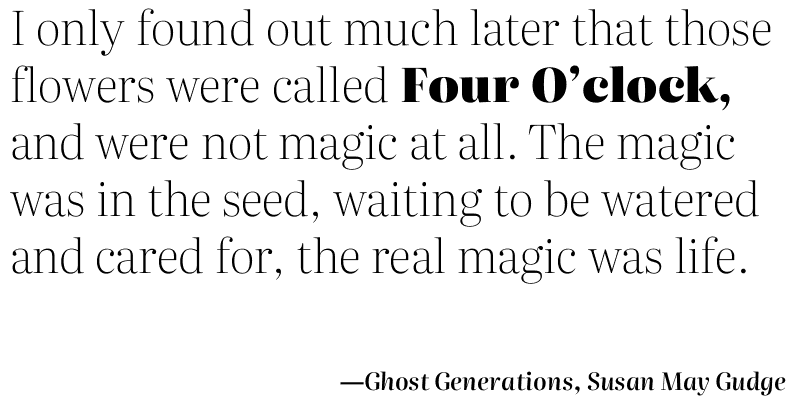 I only found out much later that those
flowers were called Four O’clock,
and were not magic at all. The magic
was in the seed, waiting to be watered
and cared for, the real magic was life.
—Ghost Generations, Susan May Gudge